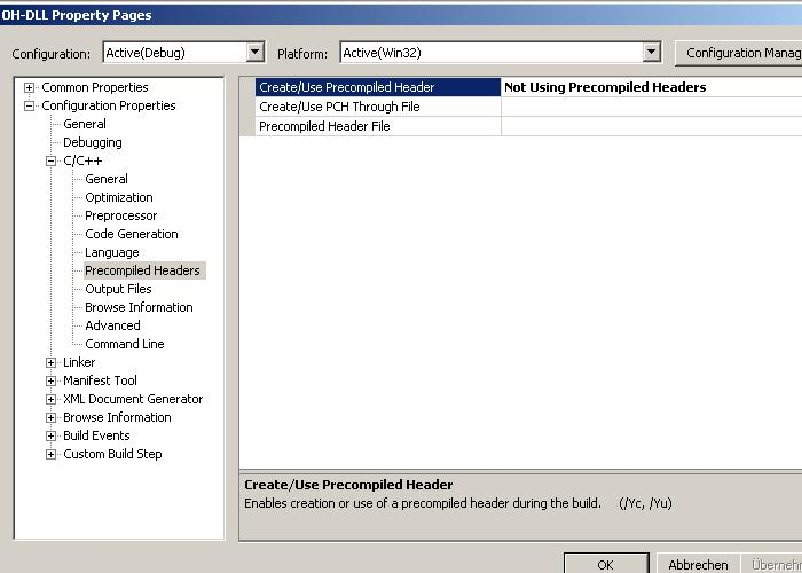 OH-DLL Property Pages
Configuration: Active(Debug) Platform: Active(Win32) Configuration Manag
Common Properties
Configuration Properties
General
Debugging
C/C++
General
Optimization
Preprocessor
Code Generation
Language
Precompiled Headers
Output Files
Browse Information
Advanced
Command Line
Linker
Manifest Tool
XML Document Generator
Browse Information
Build Events
Custom Build Step
Create/Use Precompiled Header Not Using Precompiled Headers
Create/Use PCH Through File
Precompiled Header File
Create/Use Precompiled Header
Enables creation or use of a precompiled header during the build. (/Yc, /Yu)
OK Abbrechen Übernehm